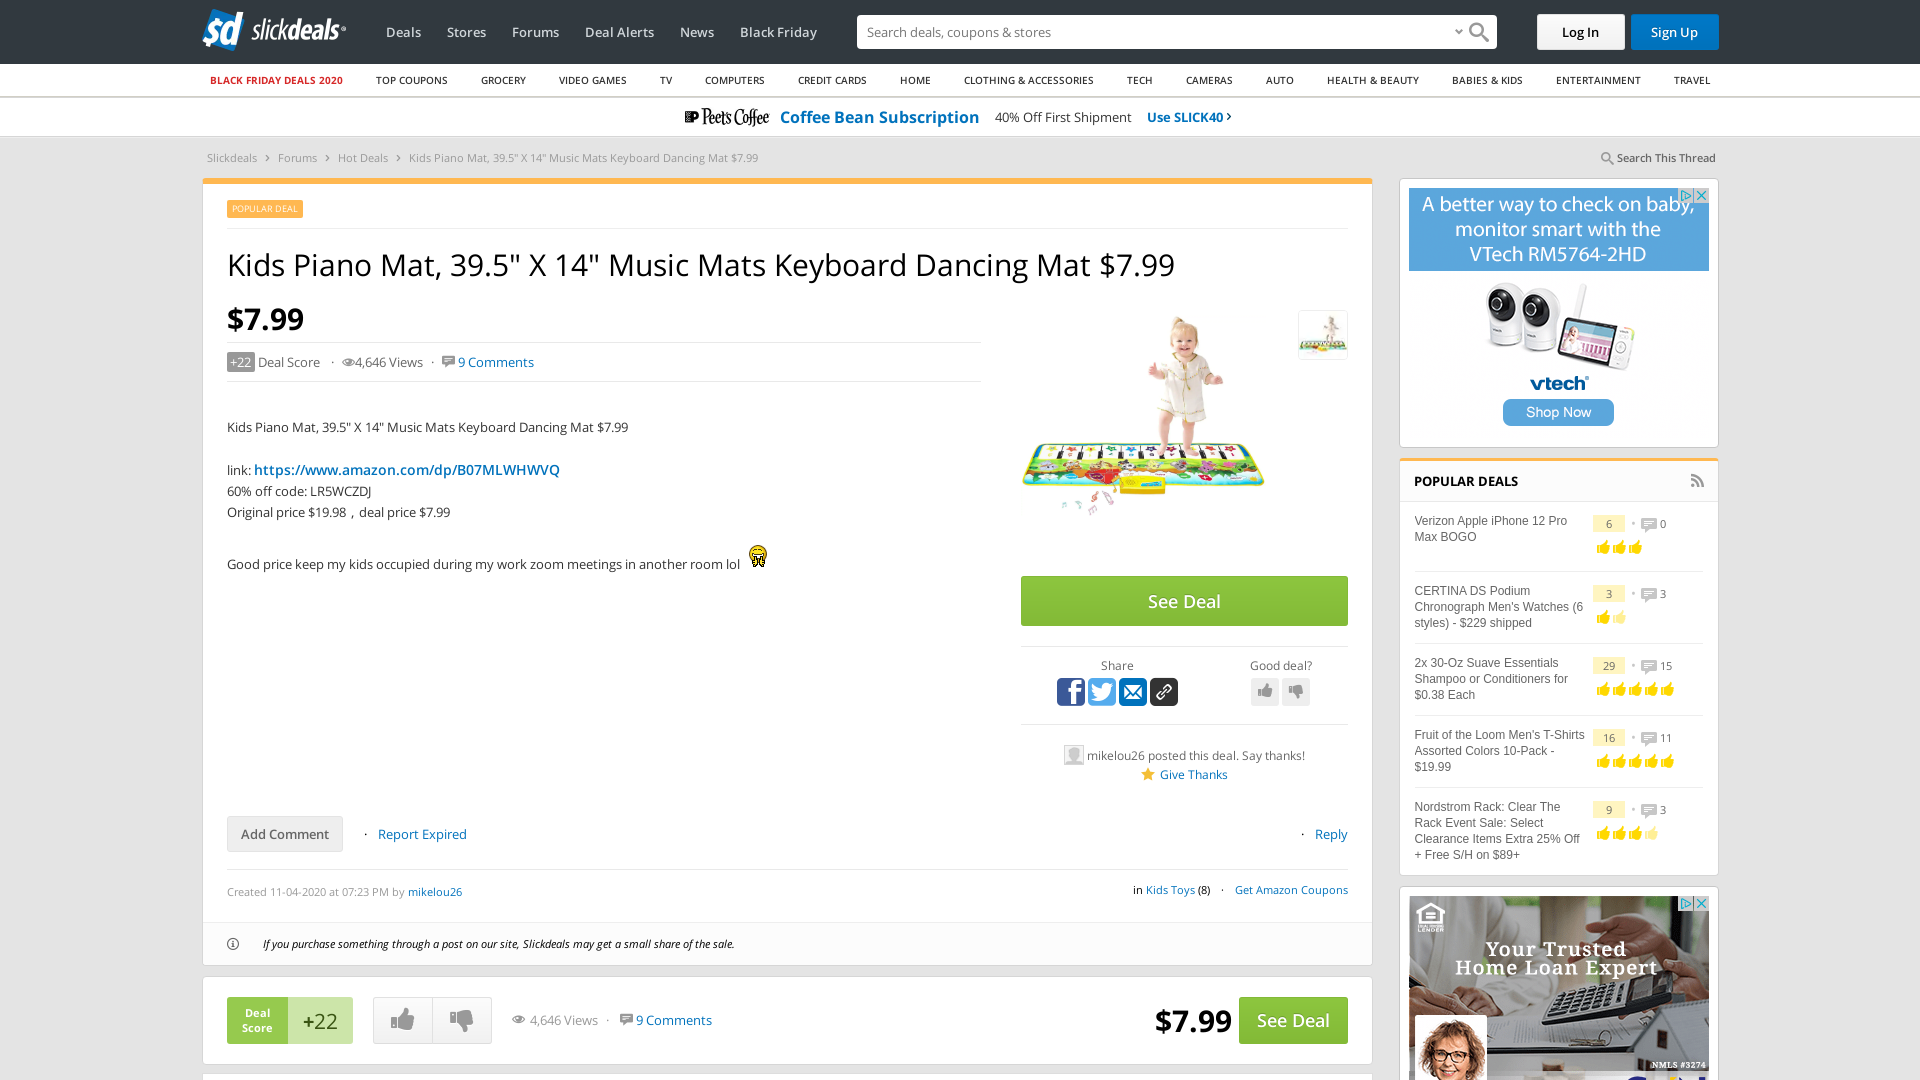 sd slickdeals
Deals Stores Forums Deal Alerts News Black Friday
Search deals, coupons & scores
Log In Sign Up
BLACK FRIDAY DEALS 2020 TOP COUPONS GROCERY VIDEO GAMES TV COMPUTERS CREDIT CARDS HOME CLOTHING & ACCESSORIES TECH CAMERAS AUTO HEALTH & BEAUTY BABIES & KIDS ENTERTAINMENT TRAVEL
Peet's Coffee Coffee Bean Subscription 40% Off First Shipment Use SLICK40
Slickdeals Forums Hot Deals Kids Piano Mat, 39.5" X 14" Music Mats Keyboard Dancing Mat $7.99
Search This Thread
POPULAR DEAL
Kids Piano Mat, 39.5" X 14" Music Mats Keyboard Dancing Mat $7.99
$7.99
+22 Deal Score · 4,646 Views · 9 Comments
Kids Piano Mat, 39.5" X 14" Music Mats Keyboard Dancing Mat $7.99
link: https://www.amazon.com/dp/B07MLWHWVQ
60% off code: LR5WCZDJ
Original price $19.98，deal price $7.99
Good price keep my kids occupied during my work zoom meetings in another room lol
See Deal
Share
Good deal?
mikelou26 posted this deal. Say thanks!
Give Thanks
Add Comment · Report Expired
· Reply
Created 11-04-2020 at 07:23 PM by mikelou26
in Kids Toys (8) · Get Amazon Coupons
If you purchase something through a post on our site, Slickdeals may get a small share of the sale.
Deal
Score
+22
4,646 Views · 9 Comments
$7.99
See Deal
A better way to check on baby,
monitor smart with the
VTech RM5764-2HD
vtech
Shop Now
POPULAR DEALS
Verizon Apple iPhone 12 Pro
Max BOGO
6 • 0
CERTINA DS Podium
Chronograph Men's Watches (6
styles) - $229 shipped
3 • 3
2x 30-Oz Suave Essentials
Shampoo or Conditioners for
$0.38 Each
29 • 15
Fruit of the Loom Men's T-Shirts
Assorted Colors 10-Pack -
$19.99
16 • 11
Nordstrom Rack: Clear The
Rack Event Sale: Select
Clearance Items Extra 25% Off
+ Free S/H on $89+
9 • 3
Your Trusted
Home Loan Expert
NMLS #3274